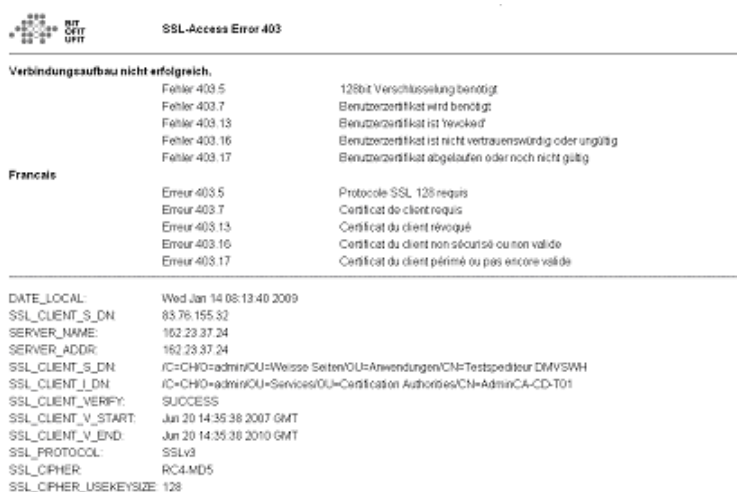 BIT
OFIT
UFIT
SSL-Access Error 403
Verbindungsaufbau nicht erfolgreich.
Fehler 403.5 128bit Verschlusselung benötigt
Fehler 403.7 Benutzerzertifikat wird benötigt
Fehler 403.13 Benutzerzertifikat ist 'revoked'
Fehler 403.16 Benutzerzertifikat ist nicht vertrauenswürdig oder ungültig
Fehler 403.17 Benutzerzertifikat abgelaufen oder noch nicht gültig
Francais
Erreur 403.5 Protocole SSL 128 requis
Erreur 403.7 Certificat de client requis
Erreur 403.13 Certificat du client révoqué
Erreur 403.16 Certificat du client non sécurisé ou non valide
Erreur 403.17 Certificat du client périmé ou pas encore valide
DATE_LOCAL: Wed Jan 14 08:13:40 2009
SSL_CLIENT_S_DN 83.76.155.32
SERVER_NAME: 162.23.37.24
SERVER_ADDR: 162.23.37.24
SSL_CLIENT_S_DN: /C=CH/O=admin/OU=Weisse Seiten/OU=Anwendungen/CN=Testspediteur DMVSWH
SSL_CLIENT_I_DN: /C=CH/O=admin/OU=Services/OU=Certification Authorities/CN=AdminCA-CD-T01
SSL_CLIENT_VERIFY: SUCCESS
SSL_CLIENT_V_START: Jun 20 14:35:38 2007 GMT
SSL_CLIENT_V_END: Jun 20 14:35:38 2010 GMT
SSL_PROTOCOL: SSLv3
SSL_CIPHER: RC4-MD5
SSL_CIPHER_USEKEYSIZE: 128